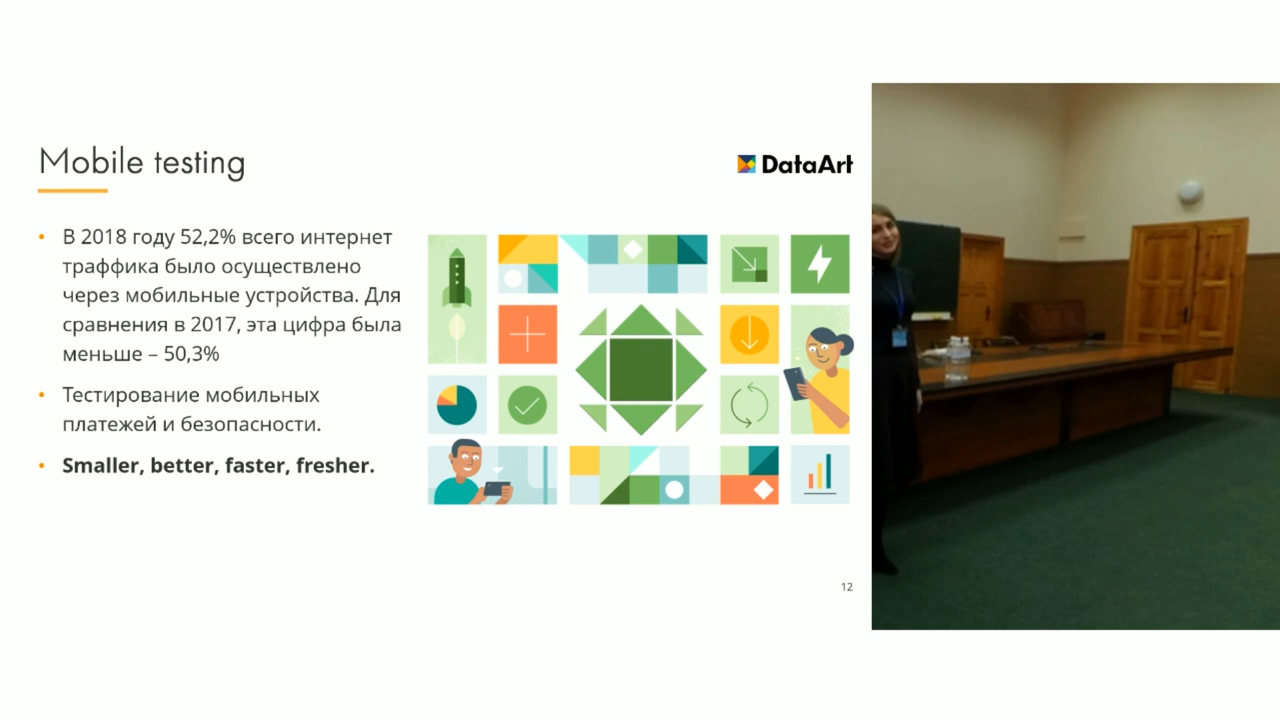 Mobile testing
DataArt
• В 2018 году 52,2% всего интернет
траффика было осуществлено
через мобильные устройства. Для
сравнения в 2017, эта цифра была
меньше – 50,3%
• Тестирование мобильных
платежей и безопасности.
• Smaller, better, faster, fresher.
12